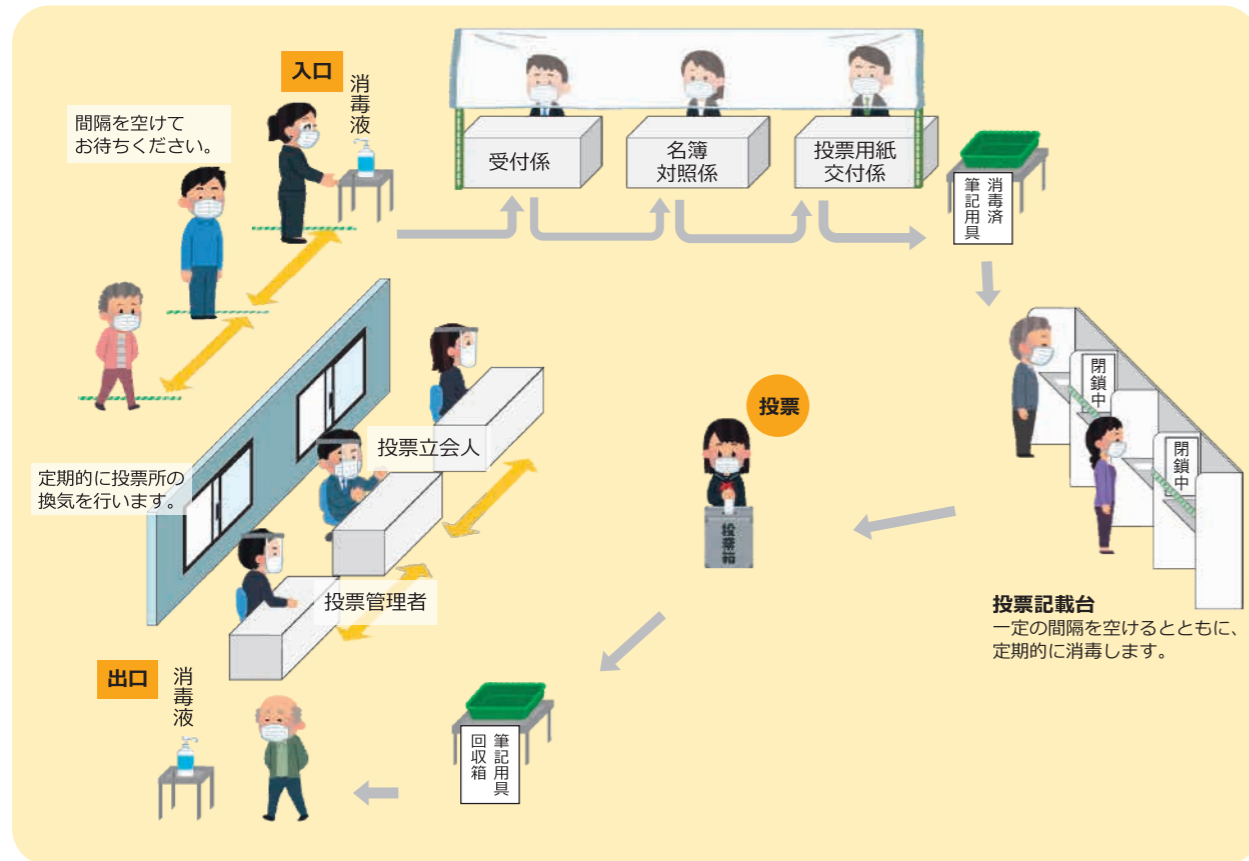 入口
消毒液
間隔を空けて
お待ちください。
受付係
名簿
対照係
投票用紙
交付係
消毒済
筆記用具
閉鎖中
閉鎖中
投票記載台
一定の間隔を空けるとともに、
定期的に消毒します。
投票
投票箱
投票立会人
定期的に投票所の
換気を行います。
投票管理者
筆記用具
回収箱
出口
消毒液